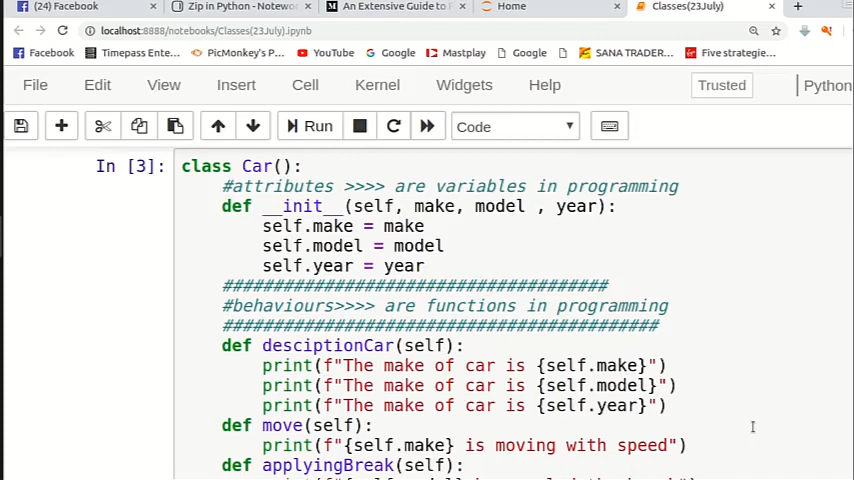 (24) Facebook
Zip in Python - Notewo
An Extensive Guide to F
Home
Classes(23July)
localhost:8888/notebooks/Classes(23July).ipynb
Facebook Timepass Ente... PicMonkey's P... YouTube Google Mastplay Google SANA TRADER... Five strategie...
File Edit View Insert Cell Kernel Widgets Help Trusted Python
Run Code
In [3]: class Car():
#attributes >>>> are variables in programming
def __init__(self, make, model , year):
self.make = make
self.model = model
self.year = year
######################################
#behaviours>>>> are functions in programming
###########################################
def desciptionCar(self):
print(f"The make of car is {self.make}")
print(f"The make of car is {self.model}")
print(f"The make of car is {self.year}")
def move(self):
print(f"{self.make} is moving with speed")
def applyingBreak(self):